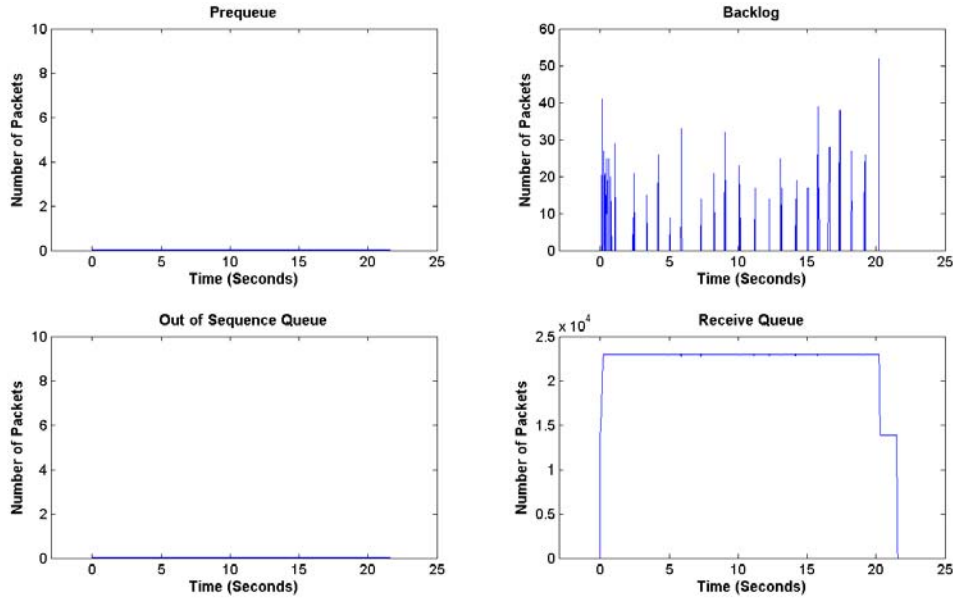 Prequeue
Number of Packets
10
8
6
4
2
0
0 5 10 15 20 25
Time (Seconds)
Backlog
Number of Packets
60
50
40
30
20
10
0
0 5 10 15 20 25
Time (Seconds)
Out of Sequence Queue
Number of Packets
10
8
6
4
2
0
0 5 10 15 20 25
Time (Seconds)
Receive Queue
x 10^4
Number of Packets
2.5
2
1.5
1
0.5
0
0 5 10 15 20 25
Time (Seconds)